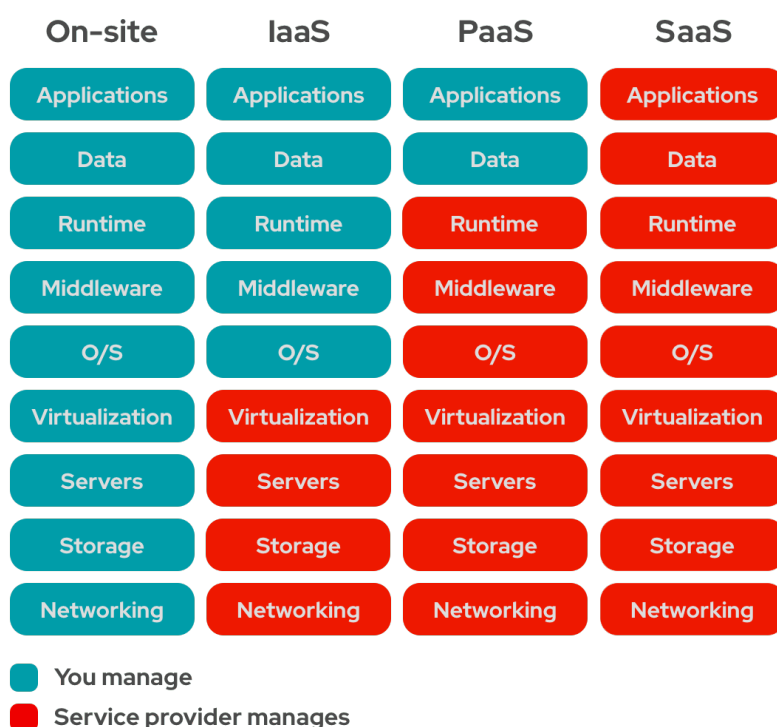 On-site IaaS PaaS SaaS
Applications Applications Applications Applications
Data Data Data Data
Runtime Runtime Runtime Runtime
Middleware Middleware Middleware Middleware
O/S O/S O/S O/S
Virtualization Virtualization Virtualization Virtualization
Servers Servers Servers Servers
Storage Storage Storage Storage
Networking Networking Networking Networking
You manage
Service provider manages